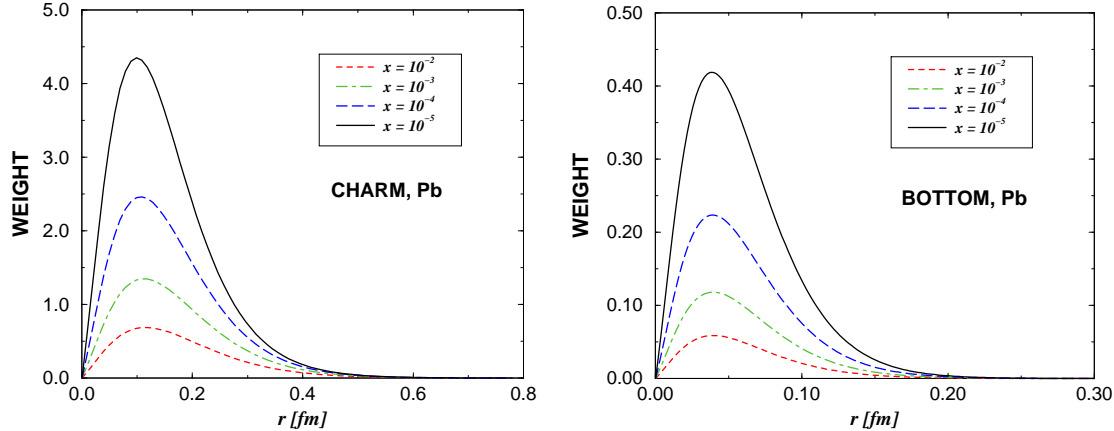 5.0
4.0
3.0
2.0
1.0
0.0
WEIGHT
x = 10⁻²
x = 10⁻³
x = 10⁻⁴
x = 10⁻⁵
CHARM, Pb
0.0 0.2 0.4 0.6 0.8
r [fm]
0.50
0.40
0.30
0.20
0.10
0.00
WEIGHT
x = 10⁻²
x = 10⁻³
x = 10⁻⁴
x = 10⁻⁵
BOTTOM, Pb
0.00 0.10 0.20 0.30
r [fm]